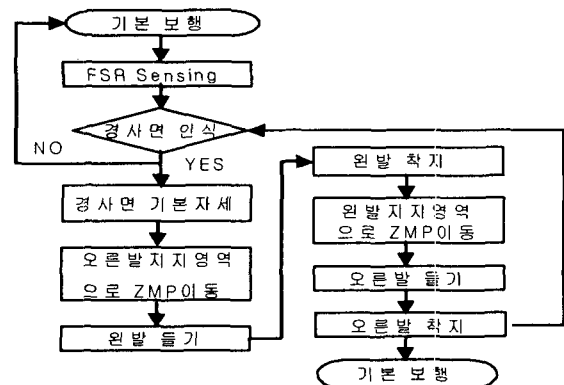 기본 보행
FSR Sensing
경사면 인식
NO
YES
경사면 기본자세
오른발지지영역
으로 ZMP이동
왼발 들기
왼발 착지
왼발지지영역
으로 ZMP이동
오른발 들기
오른발 착지
기본 보행